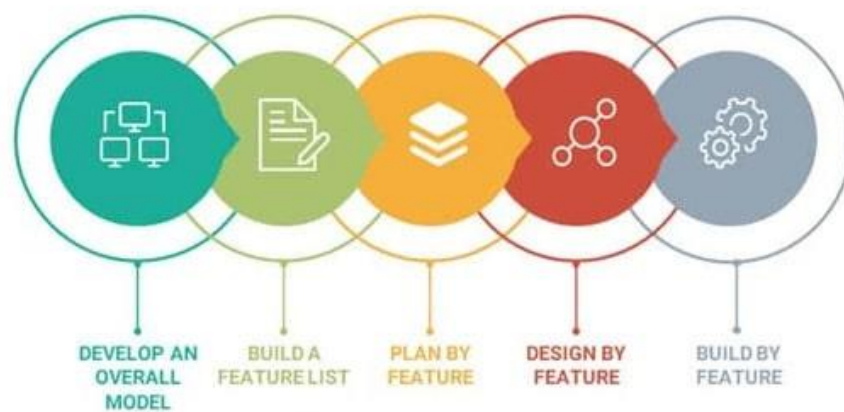 DEVELOP AN
OVERALL
MODEL
BUILD A
FEATURE LIST
PLAN BY
FEATURE
DESIGN BY
FEATURE
BUILD BY
FEATURE